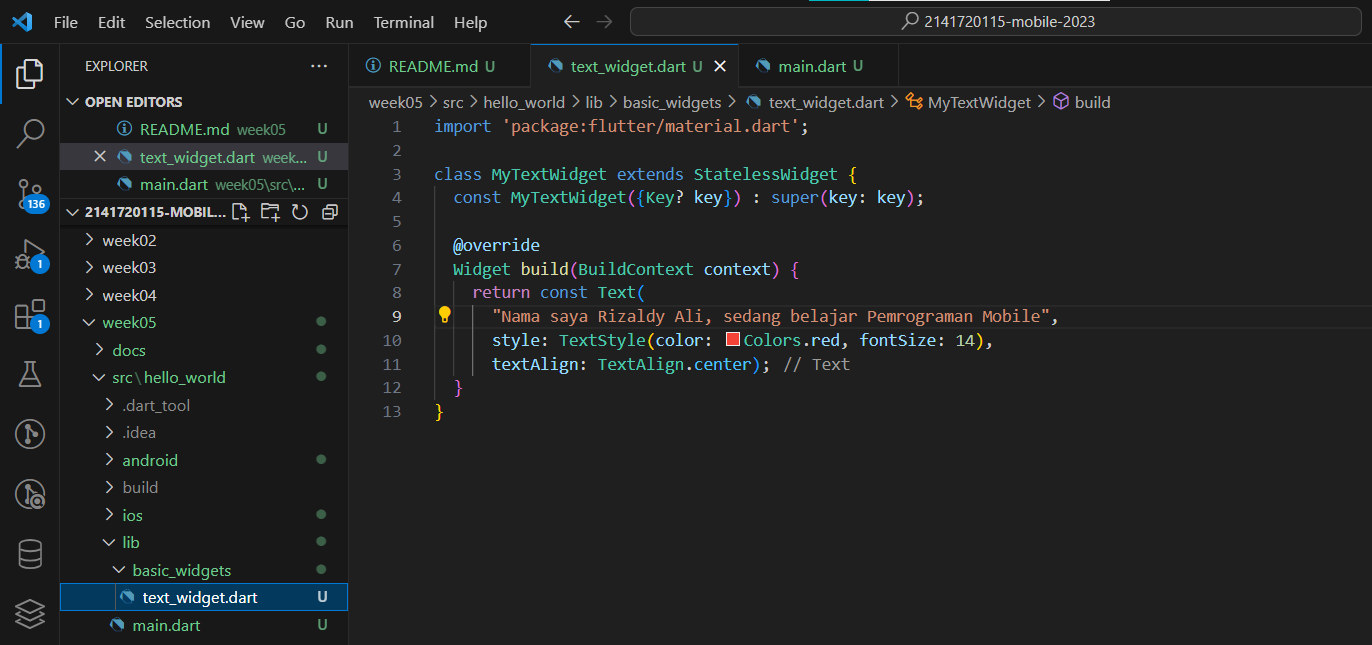 File Edit Selection View Go Run Terminal Help 2141720115-mobile-2023
EXPLORER ...
OPEN EDITORS
README.md week05 U
text_widget.dart week... U
main.dart week05\src\... U
2141720115-MOBIL...
week02
week03
week04
week05
docs
src\hello_world
.dart_tool
.idea
android
build
ios
lib
basic_widgets
text_widget.dart U
main.dart U
136
1
1
README.md U text_widget.dart U main.dart U
week05 > src > hello_world > lib > basic_widgets > text_widget.dart > MyTextWidget > build
1 import 'package:flutter/material.dart';
2
3 class MyTextWidget extends StatelessWidget {
4 const MyTextWidget({Key? key}) : super(key: key);
5
6 @override
7 Widget build(BuildContext context) {
8 return const Text(
9 "Nama saya Rizaldy Ali, sedang belajar Pemrograman Mobile",
10 style: TextStyle(color: Colors.red, fontSize: 14),
11 textAlign: TextAlign.center); // Text
12 }
13 }